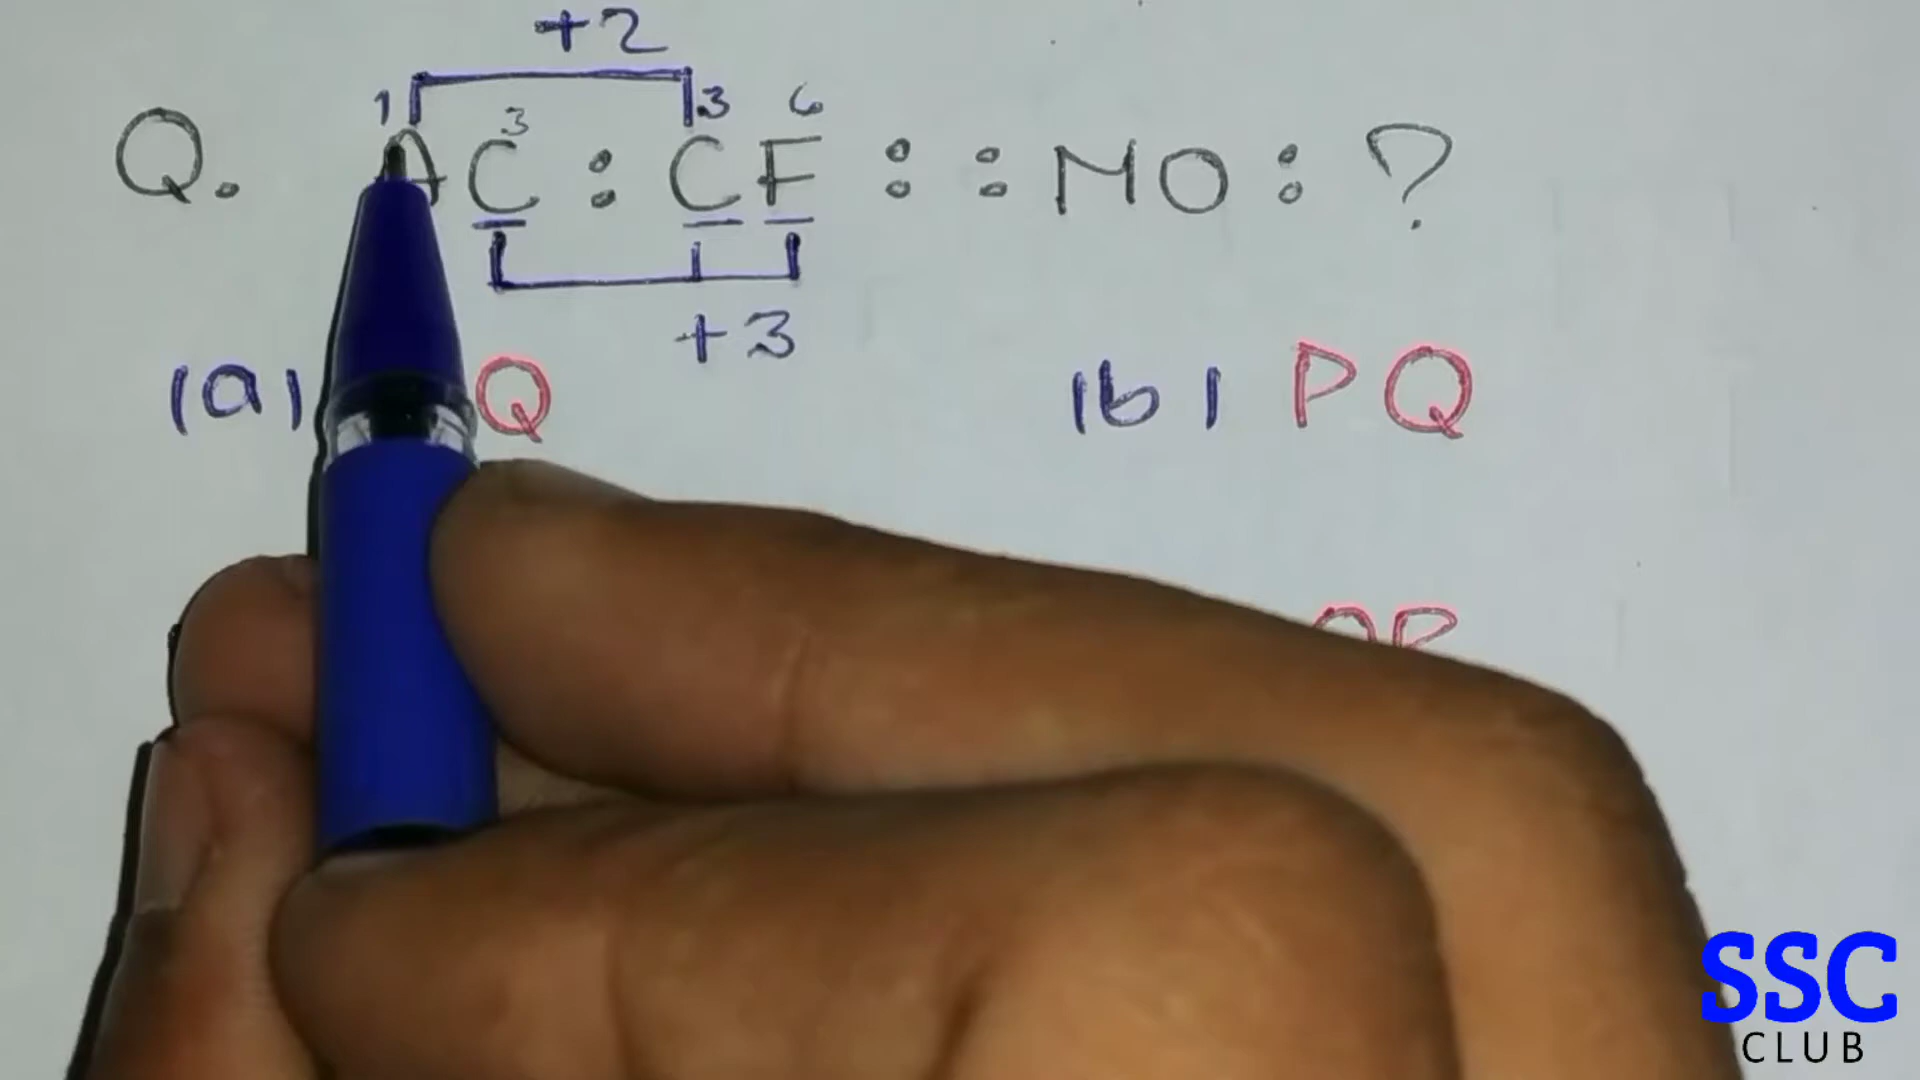 +2
1 3 3 6
Q. AC : CF :: MO : ?
+3
(a) Q (b) PQ
SSC
CLUB